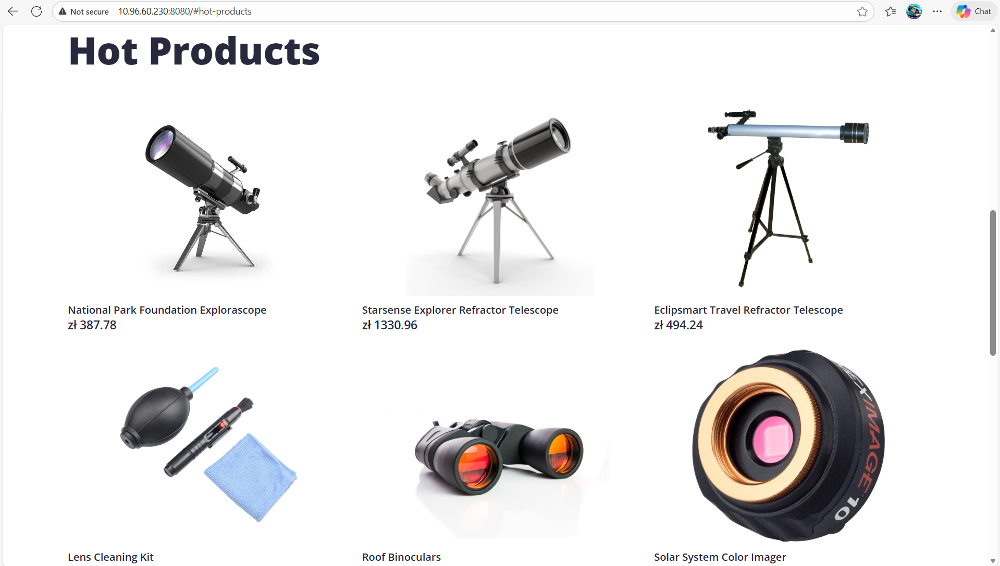 Not secure 10.96.60.230:8080/#hot-products Chat
Hot Products
National Park Foundation Explorascope
zł 387.78
Starsense Explorer Refractor Telescope
zł 1330.96
Eclipsmart Travel Refractor Telescope
zł 494.24
IMAGE 10
Lens Cleaning Kit
Roof Binoculars
Solar System Color Imager